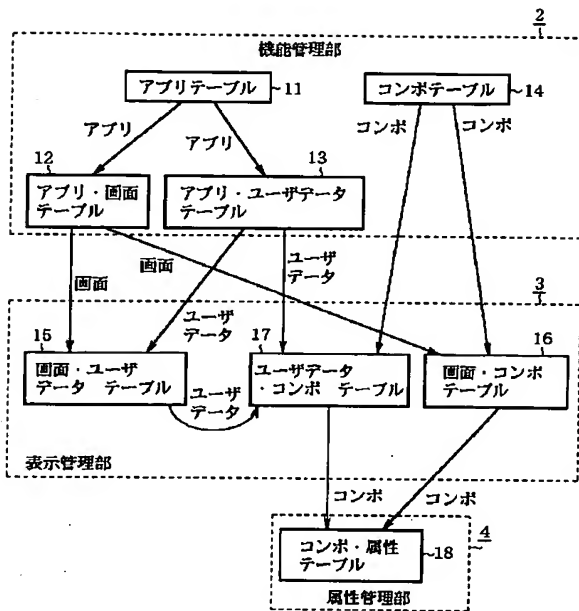 2
機能管理部
アプリテーブル
11
コンポテーブル
14
アプリ
アプリ
コンポ
コンポ
12
アプリ・画面
テーブル
13
アプリ・ユーザデータ
テーブル
画面
画面
ユーザ
データ
ユーザ
データ
3
15
画面・ユーザ
データ テーブル
ユーザ
データ
17
ユーザデータ
・コンポ テーブル
16
画面・コンポ
テーブル
表示管理部
コンポ
コンポ
4
コンポ・属性
テーブル
18
属性管理部